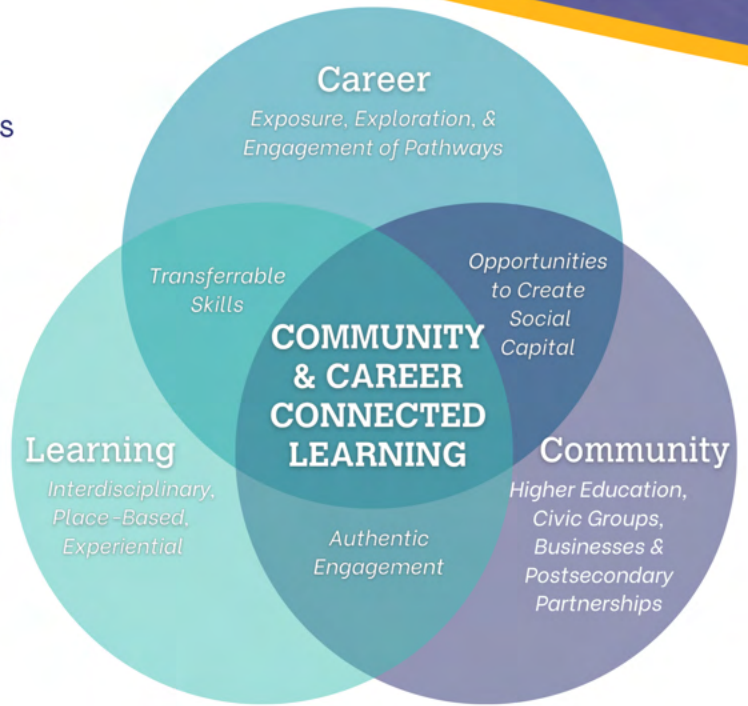 Career
Exposure, Exploration, &
Engagement of Pathways
s
Transferrable
Skills
Opportunities
to Create
Social
Capital
COMMUNITY
& CAREER
CONNECTED
LEARNING
Learning
Interdisciplinary,
Place-Based,
Experiential
Community
Higher Education,
Civic Groups,
Businesses &
Postsecondary
Partnerships
Authentic
Engagement